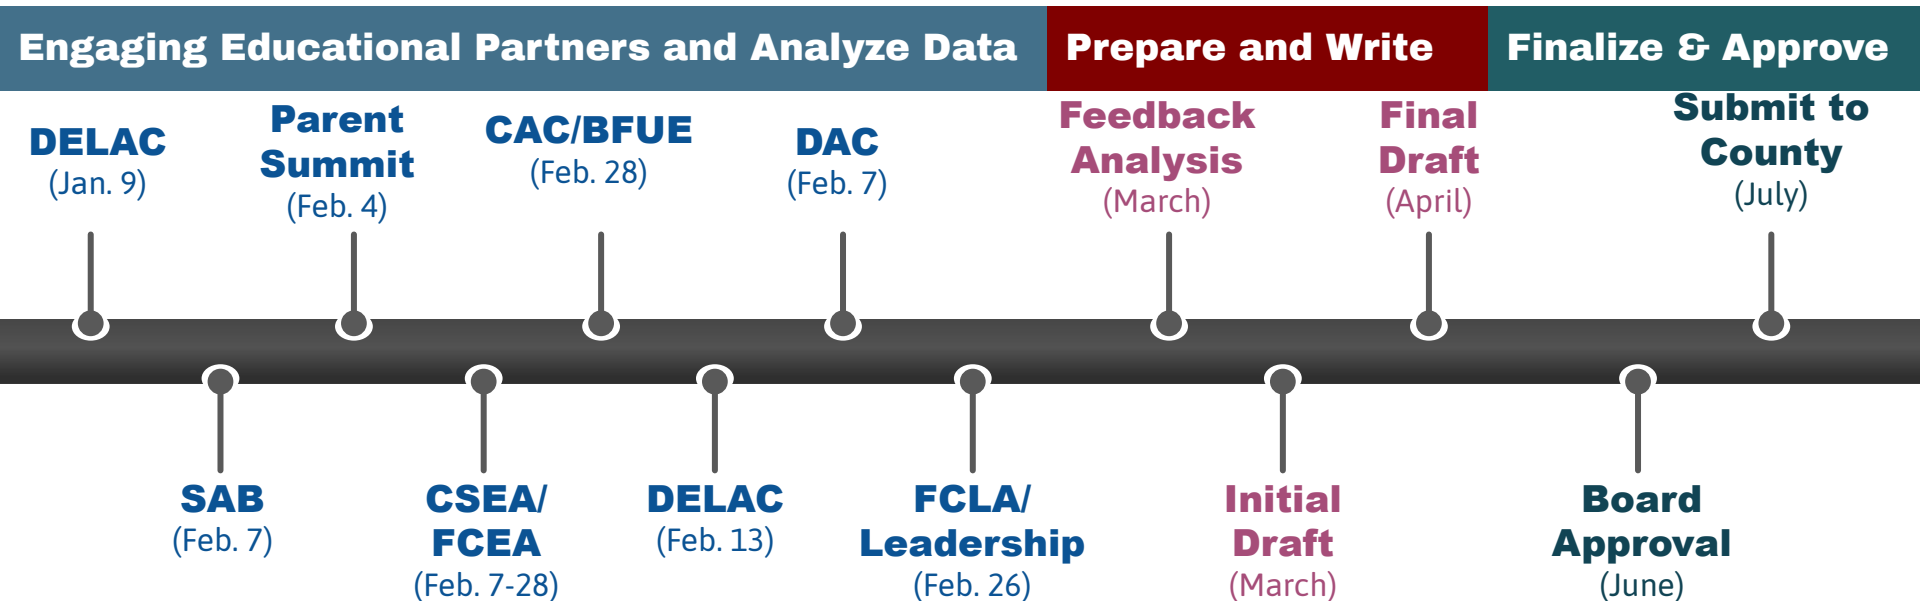 Engaging Educational Partners and Analyze Data
Prepare and Write
Finalize & Approve
DELAC
(Jan. 9)
Parent
Summit
(Feb. 4)
CAC/BFUE
(Feb. 28)
DAC
(Feb. 7)
Feedback
Analysis
(March)
Final
Draft
(April)
Submit to
County
(July)
SAB
(Feb. 7)
CSEA/
FCEA
(Feb. 7-28)
DELAC
(Feb. 13)
FCLA/
Leadership
(Feb. 26)
Initial
Draft
(March)
Board
Approval
(June)